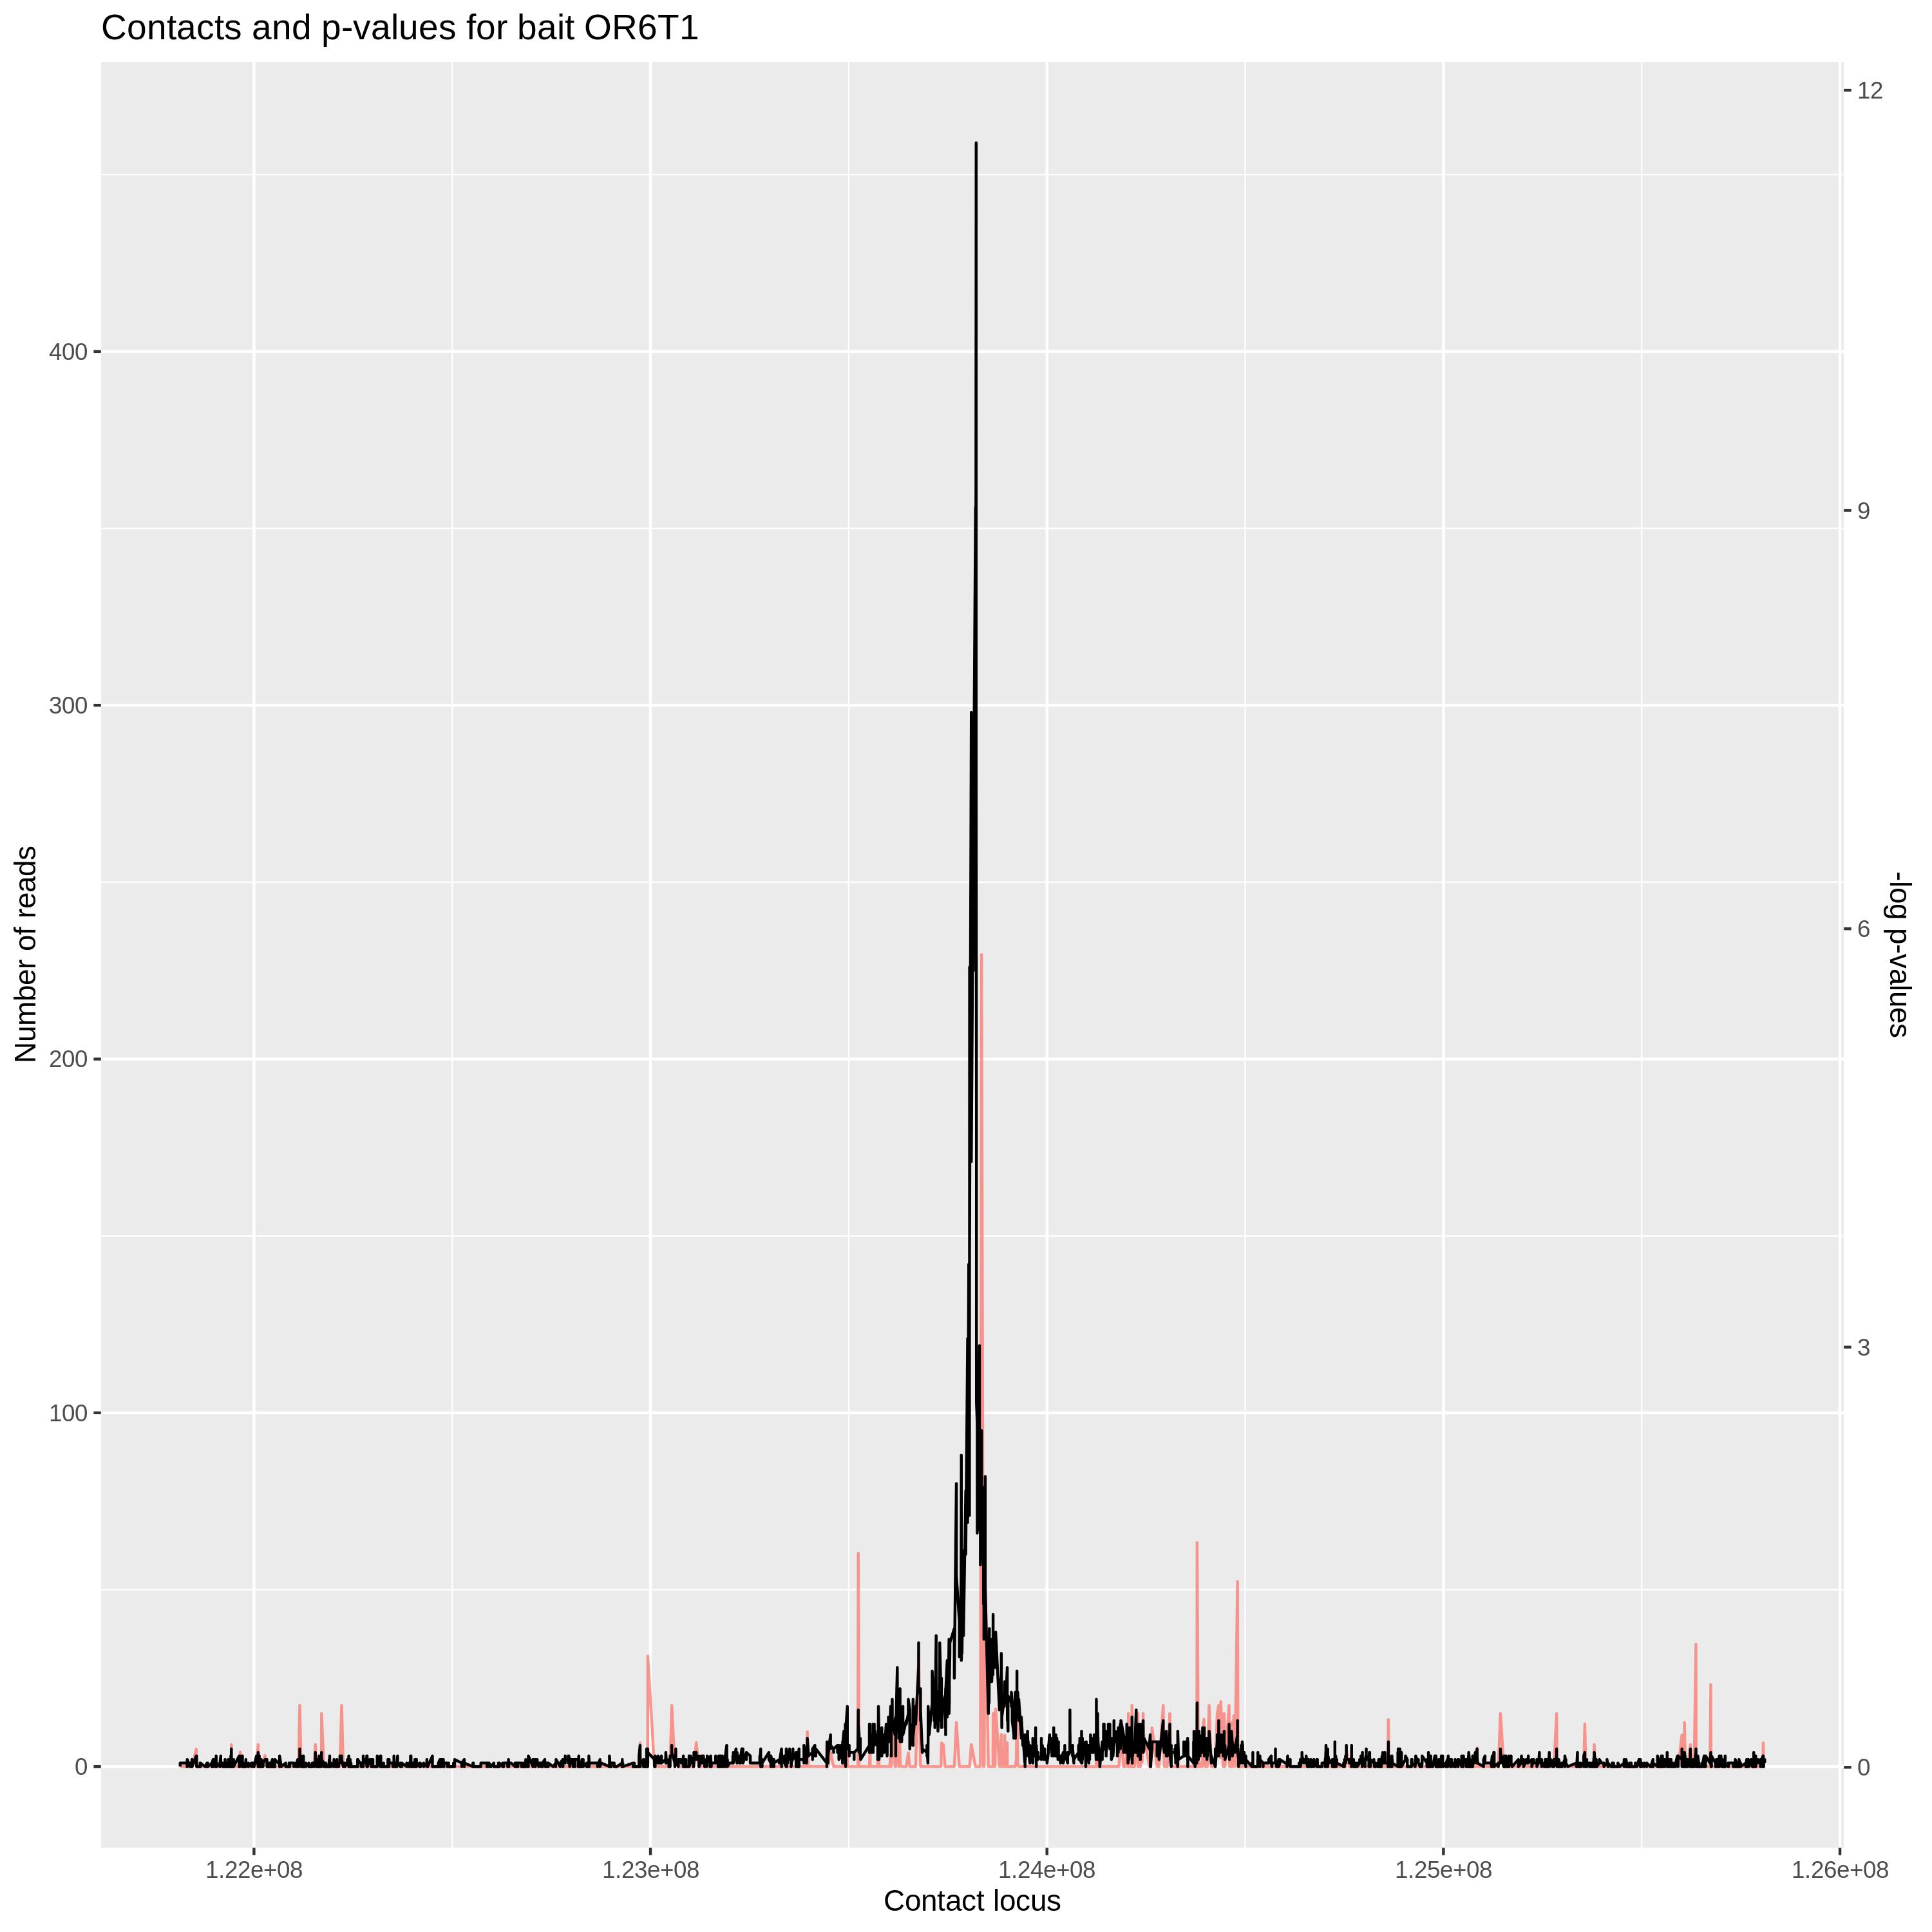 Contacts and p-values for bait OR6T1
12
9
6
3
0
400
300
200
100
0
Number of reads
-log p-values
1.22e+08
1.23e+08
1.24e+08
1.25e+08
1.26e+08
Contact locus